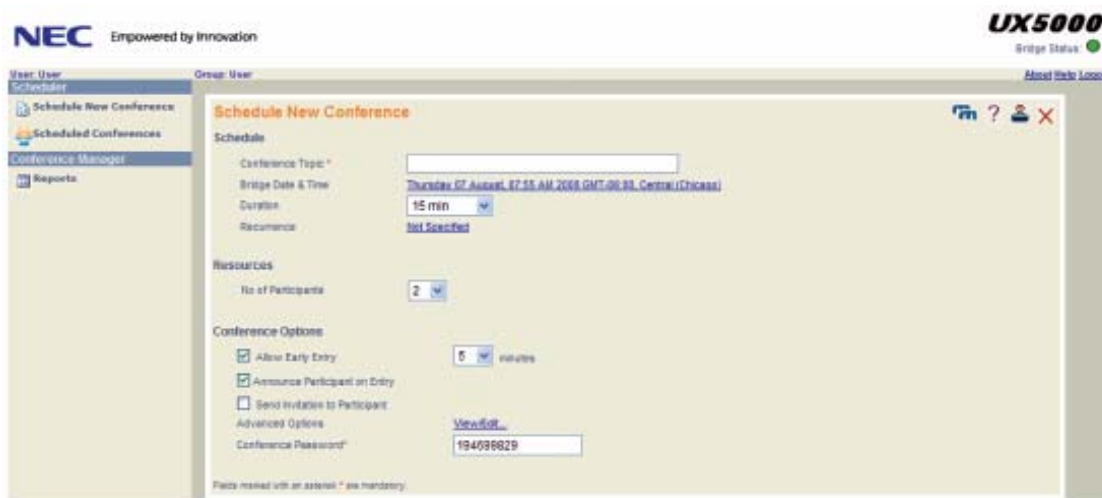 NEC Empowered by Innovation
UX5000
Bridge Status:
User: User Group: User About Help Logo
Scheduler
Schedule New Conference
Scheduled Conferences
Conference Manager
Reports
Schedule New Conference
?
Schedule
Conference Topic *
Bridge Date & Time Thursday 07 August, 07:55 AM 2008 GMT-06:00, Central (Chicago)
Duration 15 min
Recurrence Not Specified
Resources
No of Participants 2
Conference Options
Allow Early Entry 5 minutes
Announce Participant on Entry
Send Invitation to Participant
Advanced Options View/Edit...
Conference Password* 194698829
Fields marked with an asterisk * are mandatory.